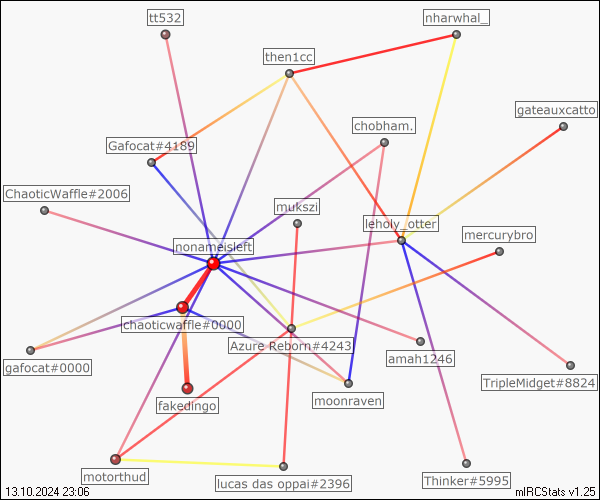 tt532
nharwhal_
then1cc
gateauxcatto
chobham.
Gafocat#4189
ChaoticWaffle#2006
mukszi
leholy_otter
mercurybro
nonameisleft
chaoticwaffle#0000
Azure Reborn#4243
amah1246
gafocat#0000
TripleMidget#8824
fakedingo
moonraven
motorthud
lucas das oppai#2396
Thinker#5995
13.10.2024 23:06
mIRCStats v1.25